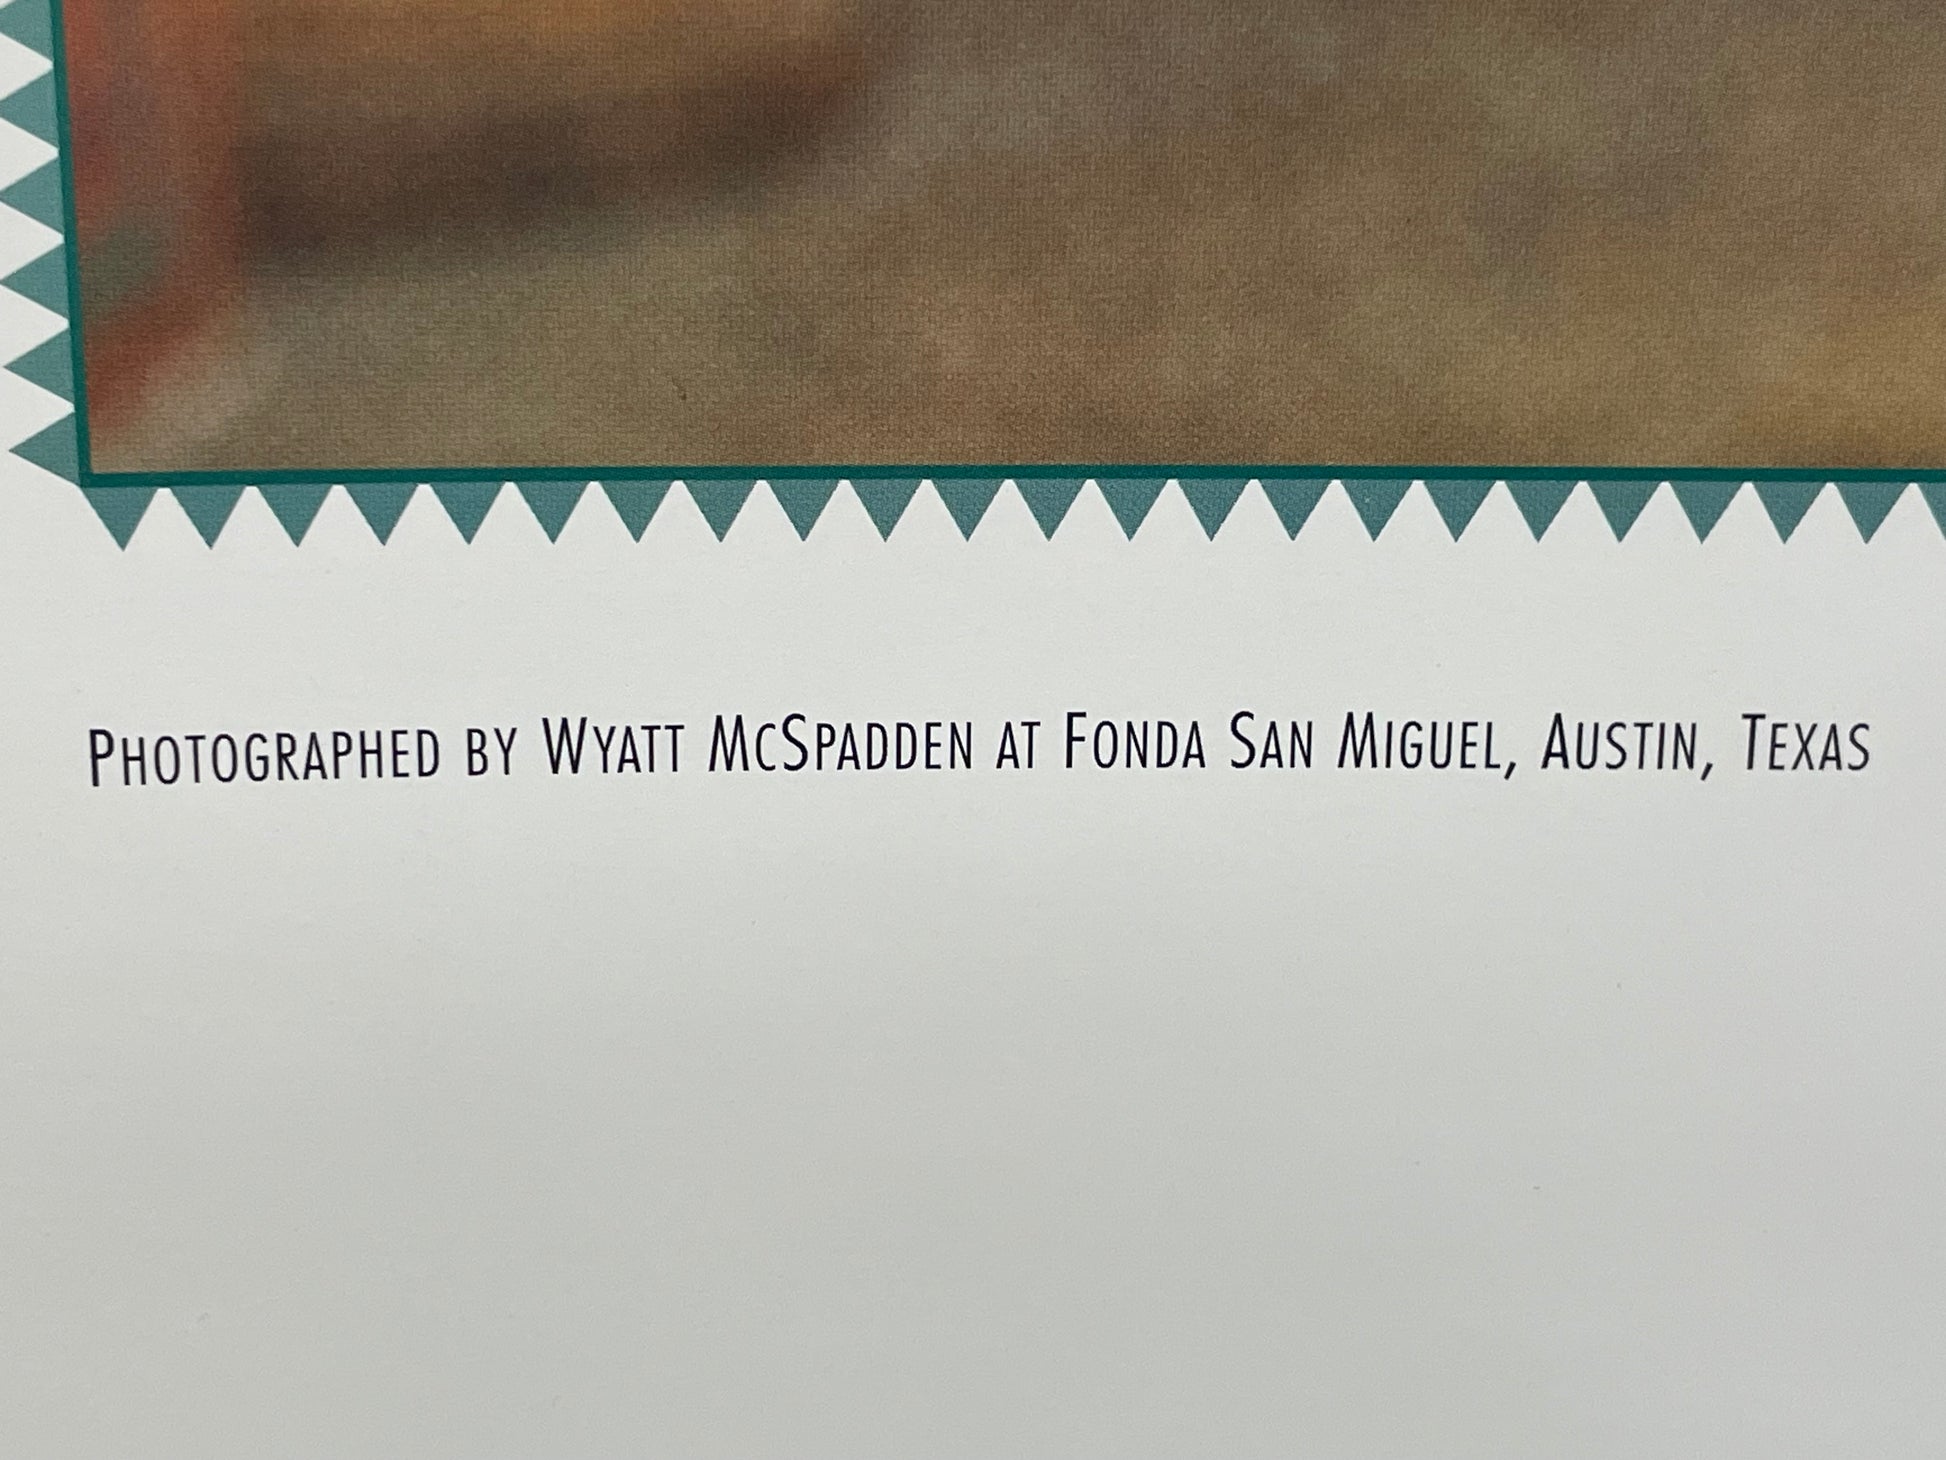 Photographed by Wyatt McSpadden at Fonda San Miguel, Austin, Texas